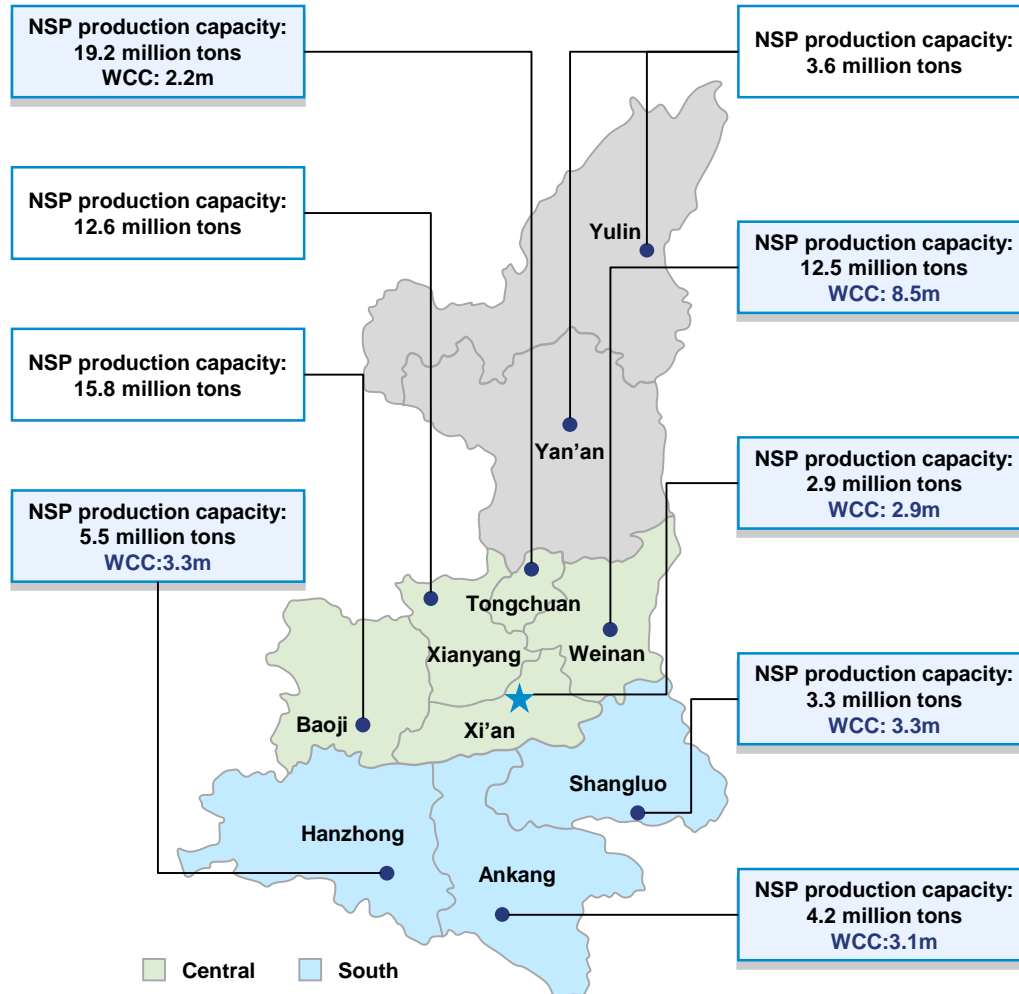 NSP production capacity:
19.2 million tons
WCC: 2.2m
NSP production capacity:
3.6 million tons
NSP production capacity:
12.6 million tons
Yulin
NSP production capacity:
12.5 million tons
WCC: 8.5m
NSP production capacity:
15.8 million tons
Yan’an
NSP production capacity:
2.9 million tons
WCC: 2.9m
NSP production capacity:
5.5 million tons
WCC:3.3m
Tongchuan
Xianyang
Weinan
Baoji
Xi’an
NSP production capacity:
3.3 million tons
WCC: 3.3m
Shangluo
Hanzhong
Ankang
NSP production capacity:
4.2 million tons
WCC:3.1m
Central
South